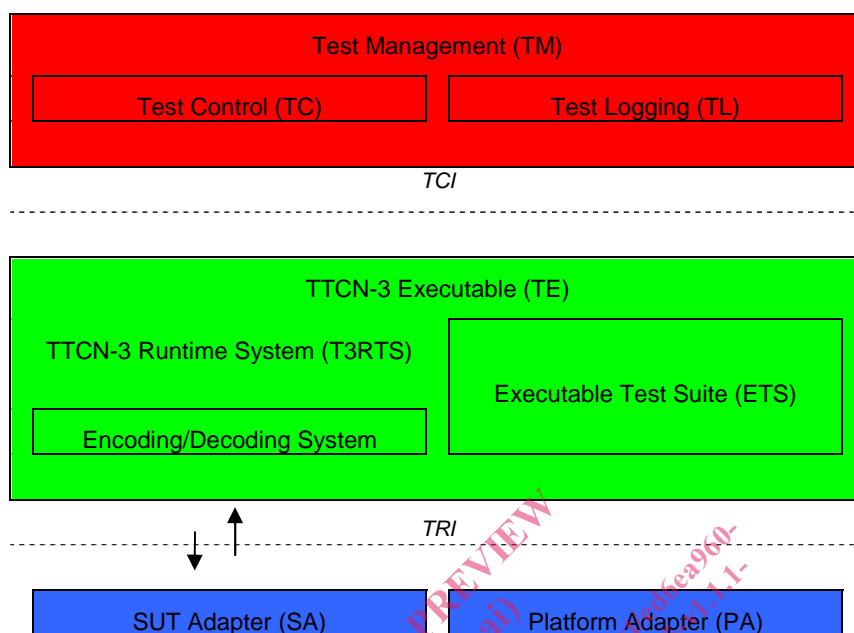 Test Management (TM)
Test Control (TC)
Test Logging (TL)
TCI
TTCN-3 Executable (TE)
TTCN-3 Runtime System (T3RTS)
Executable Test Suite (ETS)
Encoding/Decoding System
TRI
PREVIEW
SUT Adapter (SA)
Platform Adapter (PA)